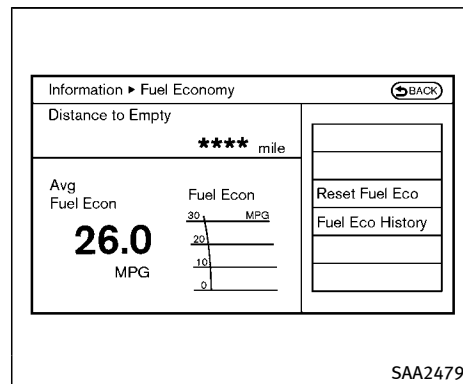 Information ▸ Fuel Economy
BACK
Distance to Empty
**** mile
Avg
Fuel Econ
26.0
MPG
Fuel Econ
30 MPG
20
10
0
Reset Fuel Eco
Fuel Eco History
SAA2479